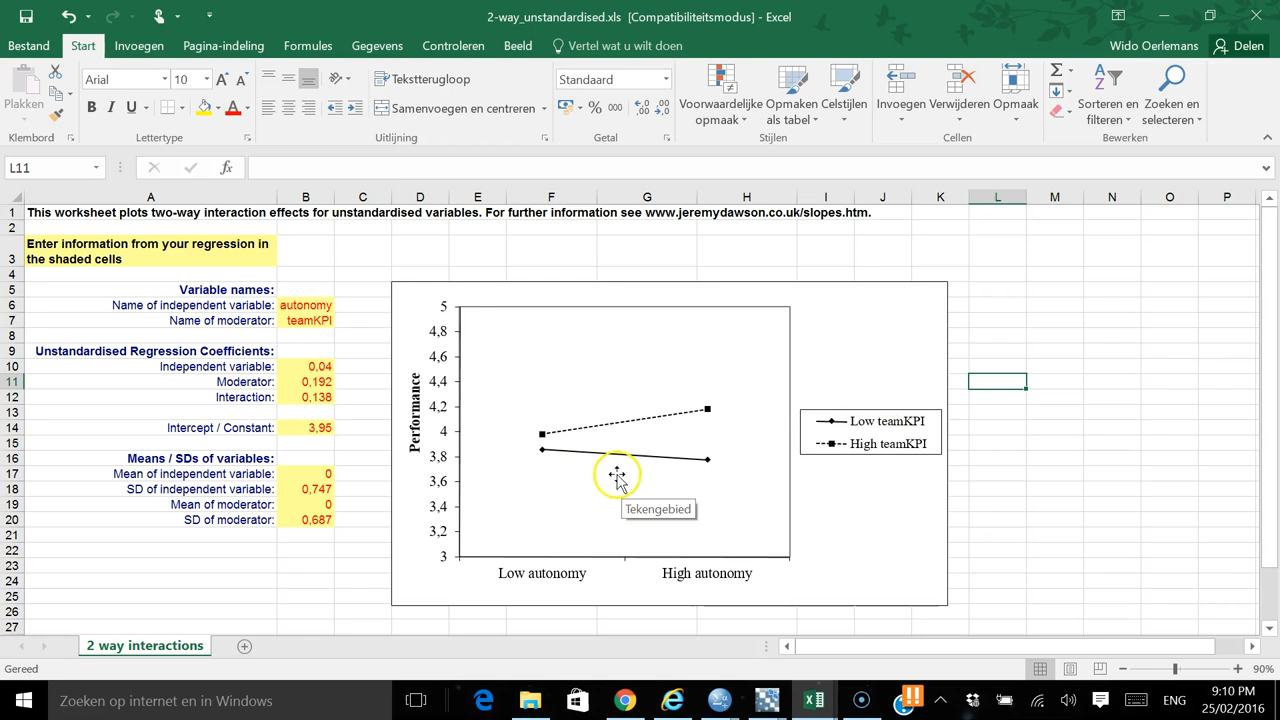 2-way_unstandardised.xls [Compatibiliteitsmodus] - Excel
Bestand Start Invoegen Pagina-indeling Formules Gegevens Controleren Beeld Vertel wat u wilt doen Wido Oerlemans Delen
Plakken
Klembord
Arial 10
B I U
Lettertype
Tekstterugloop
Samenvoegen en centreren
Uitlijning
Standaard
% 000
Getal
Voorwaardelijke opmaak
Opmaken als tabel
Celstijlen
Stijlen
Invoegen Verwijderen Opmaak
Cellen
Sorteren en filteren
Zoeken en selecteren
Bewerken
L11 fx
A B C D E F G H I J K L M N O P
1 This worksheet plots two-way interaction effects for unstandardised variables. For further information see www.jeremydawson.co.uk/slopes.htm.
2
3 Enter information from your regression in
the shaded cells
4
5 Variable names:
6 Name of independent variable: autonomy
7 Name of moderator: teamKPI
8
9 Unstandardised Regression Coefficients:
10 Independent variable: 0,04
11 Moderator: 0,192
12 Interaction: 0,138
13
14 Intercept / Constant: 3,95
15
16 Means / SDs of variables:
17 Mean of independent variable: 0
18 SD of independent variable: 0,747
19 Mean of moderator: 0
20 SD of moderator: 0,687
21
22
23
24
25
26
27
Performance
5
4,8
4,6
4,4
4,2
4
3,8
3,6
3,4
3,2
3
Low autonomy High autonomy
Low teamKPI
High teamKPI
Tekengebied
2 way interactions
Gereed 90%
Zoeken op internet en in Windows
ENG
9:10 PM
25/02/2016